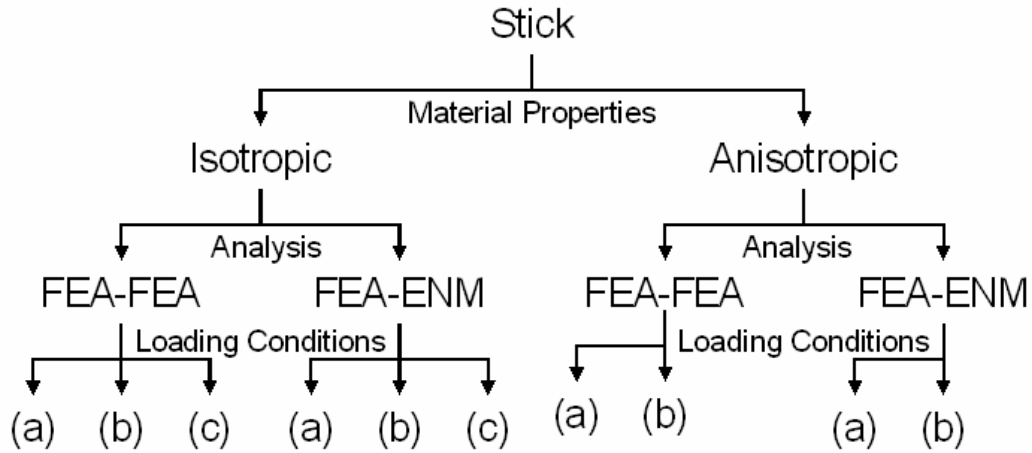 Stick
Material Properties
Isotropic Anisotropic
Analysis Analysis
FEA-FEA FEA-ENM FEA-FEA FEA-ENM
Loading Conditions Loading Conditions
(a) (b) (c) (a) (b) (c) (a) (b) (a) (b)